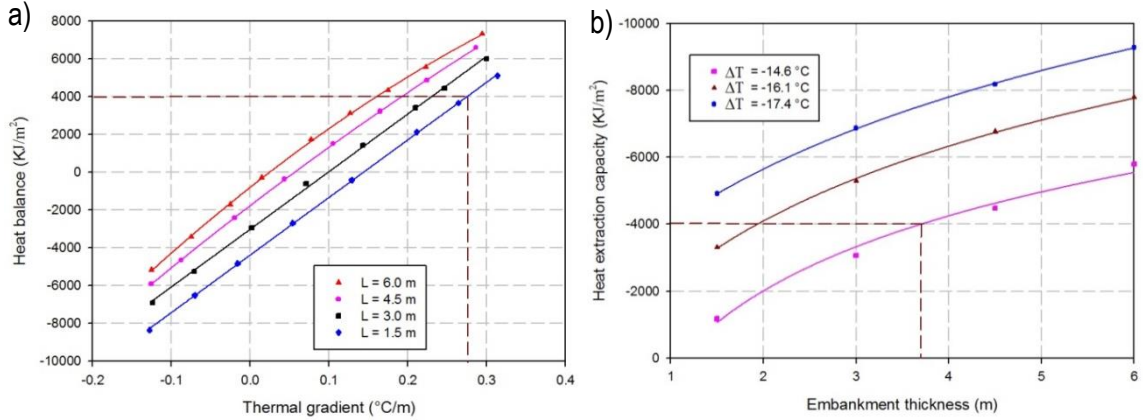 a)
Heat balance (KJ/m²)
8000
6000
4000
2000
0
-2000
-4000
-6000
-8000
-10000
L = 6.0 m
L = 4.5 m
L = 3.0 m
L = 1.5 m
-0.2 -0.1 0.0 0.1 0.2 0.3 0.4
Thermal gradient (°C/m)
b)
Heat extraction capacity (KJ/m²)
-10000
-8000
-6000
-4000
-2000
0
ΔT = -14.6 °C
ΔT = -16.1 °C
ΔT = -17.4 °C
1 2 3 4 5 6
Embankment thickness (m)